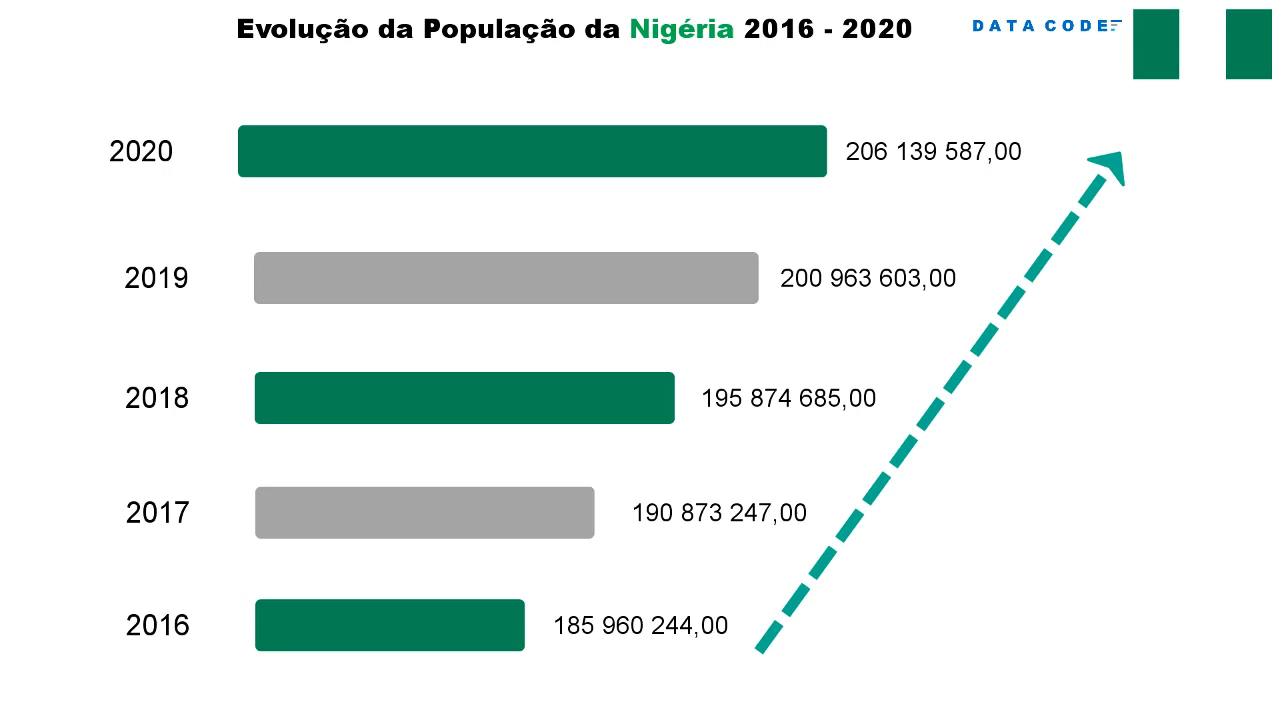 Evolução da População da Nigéria 2016 - 2020
DATA CODE
2020 206 139 587,00
2019 200 963 603,00
2018 195 874 685,00
2017 190 873 247,00
2016 185 960 244,00